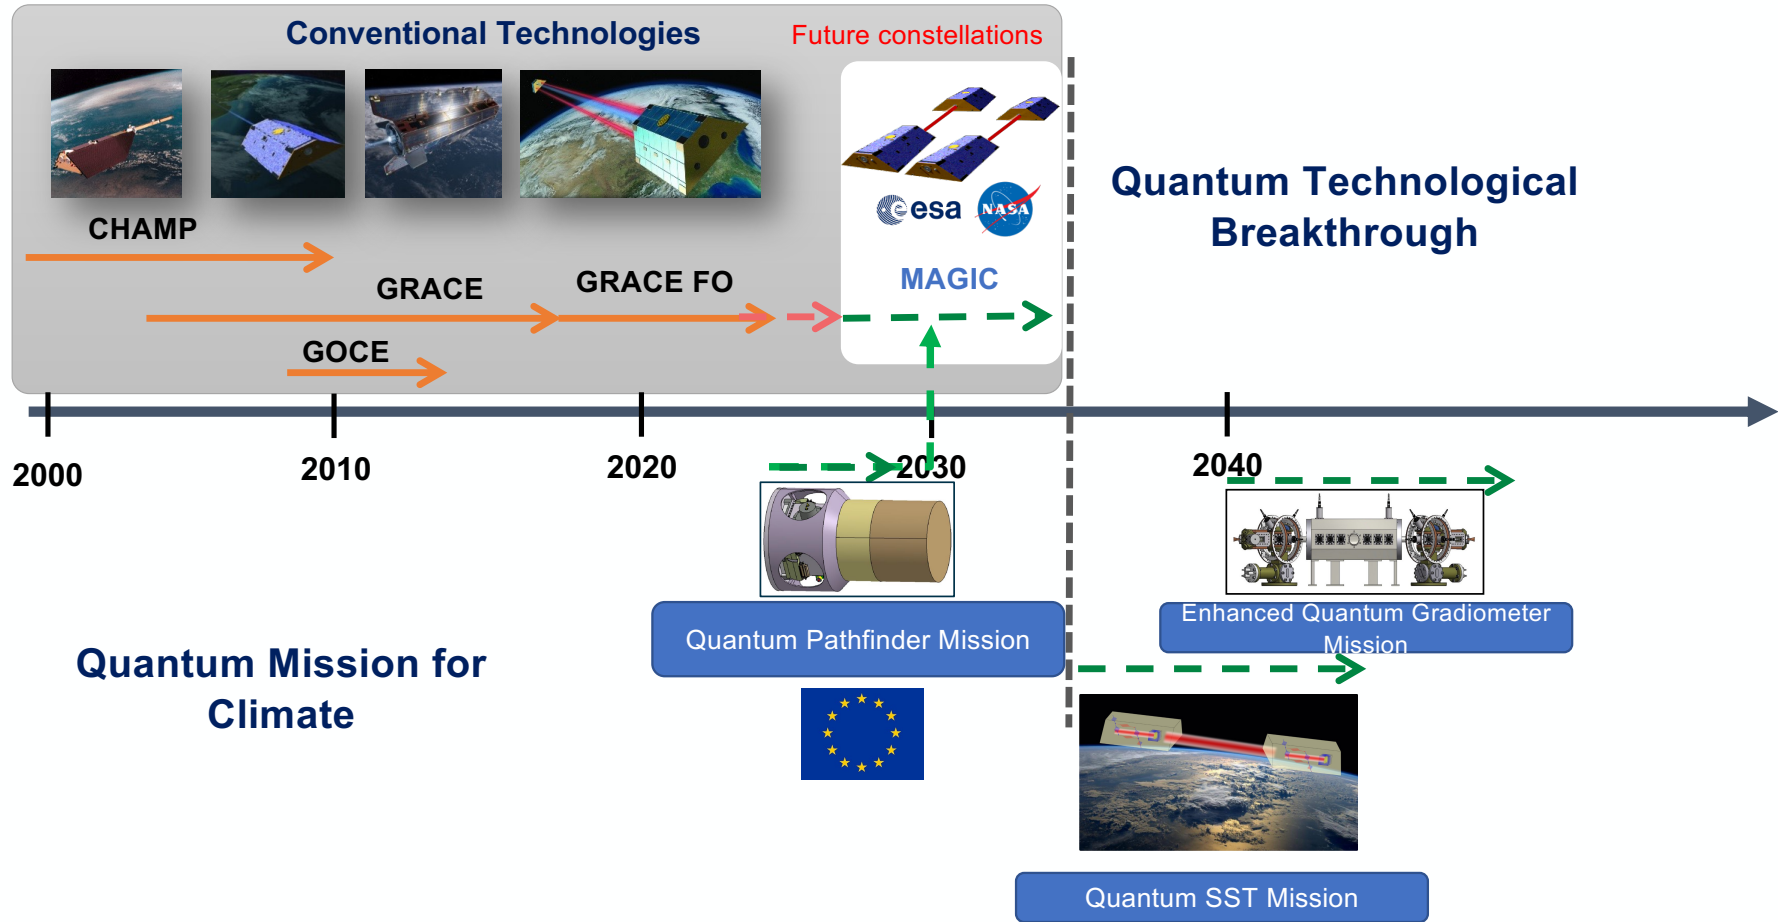 Conventional Technologies
Future constellations
esa
NASA
CHAMP
GRACE
GRACE FO
MAGIC
GOCE
Quantum Technological
Breakthrough
2000
2010
2020
2030
2040
Quantum Pathfinder Mission
Enhanced Quantum Gradiometer
Mission
Quantum Mission for
Climate
Quantum SST Mission